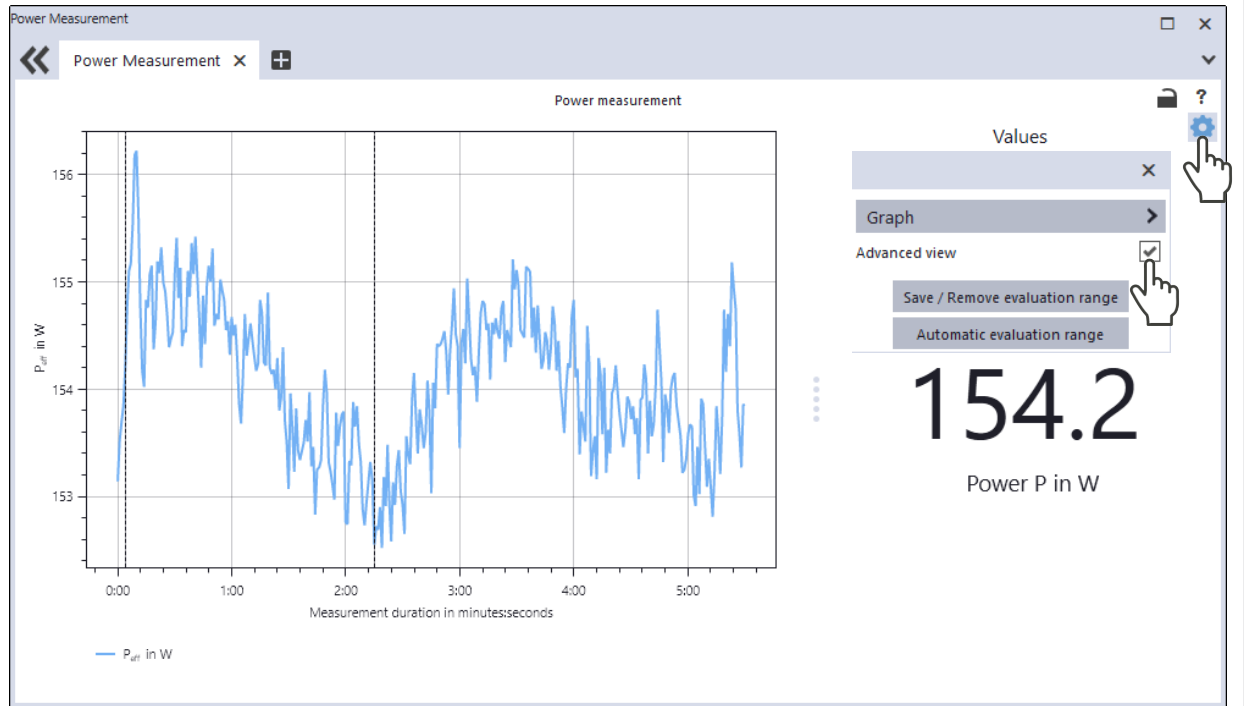 Power Measurement
Power Measurement
Power measurement
?
Values
Graph
Advanced view
Save / Remove evaluation range
Automatic evaluation range
156
155
154
153
P_eff in W
154.2
Power P in W
0:00 1:00 2:00 3:00 4:00 5:00
Measurement duration in minutes:seconds
P_eff in W